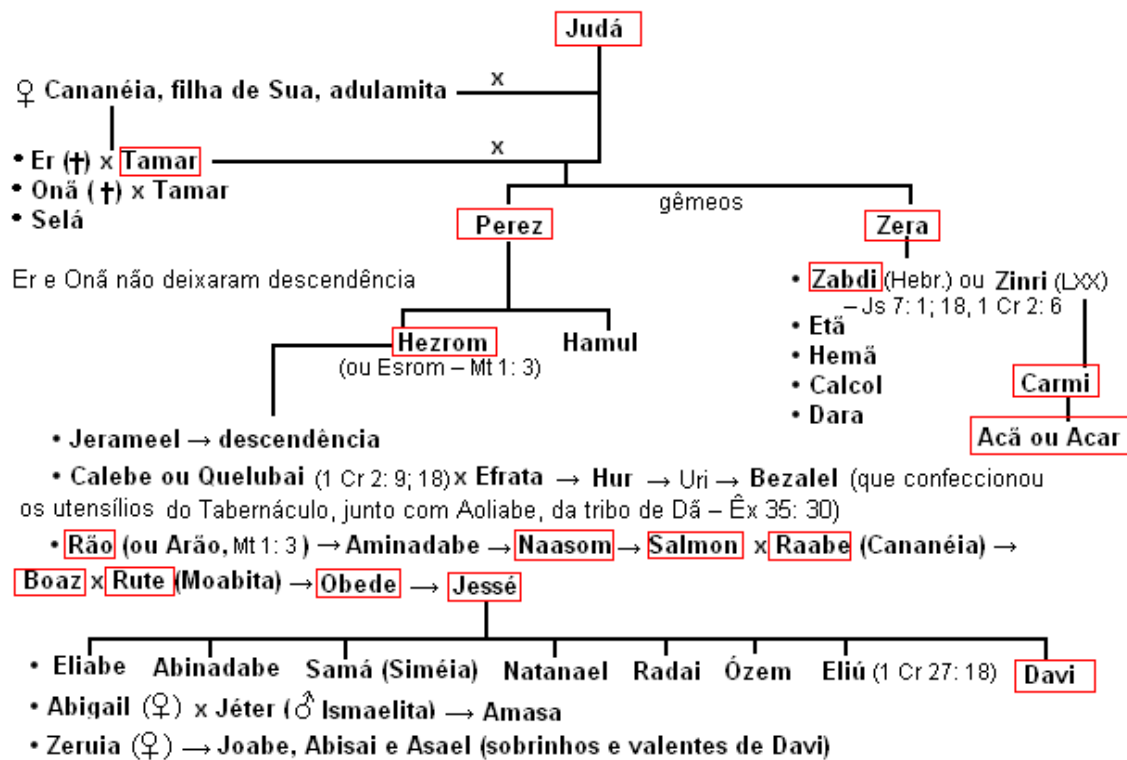 Judá
x
♀ Cananéia, filha de Sua, adulamita
x
• Er (✝) x Tamar
• Onã (✝) x Tamar
• Selá
gêmeos
Perez
Zera
Er e Onã não deixaram descendência
• Zabdi (Hebr.) ou Zinri (LXX)
– Js 7: 1; 18, 1 Cr 2: 6
• Etã
• Hemã
• Calcol
• Dara
Hezrom
Hamul
(ou Esrom – Mt 1: 3)
Carmi
Acã ou Acar
• Jerameel → descendência
• Calebe ou Quelubai (1 Cr 2: 9; 18) x Efrata → Hur → Uri → Bezalel (que confeccionou
os utensílios do Tabernáculo, junto com Aoliabe, da tribo de Dã – Êx 35: 30)
• Rão (ou Arão, Mt 1: 3 ) → Aminadabe → Naasom → Salmon x Raabe (Cananéia) →
Boaz x Rute (Moabita) → Obede → Jessé
• Eliabe Abinadabe Samá (Siméia) Natanael Radai Ózem Eliú (1 Cr 27: 18) Davi
• Abigail (♀) x Jéter (♂ Ismaelita) → Amasa
• Zeruia (♀) → Joabe, Abisai e Asael (sobrinhos e valentes de Davi)